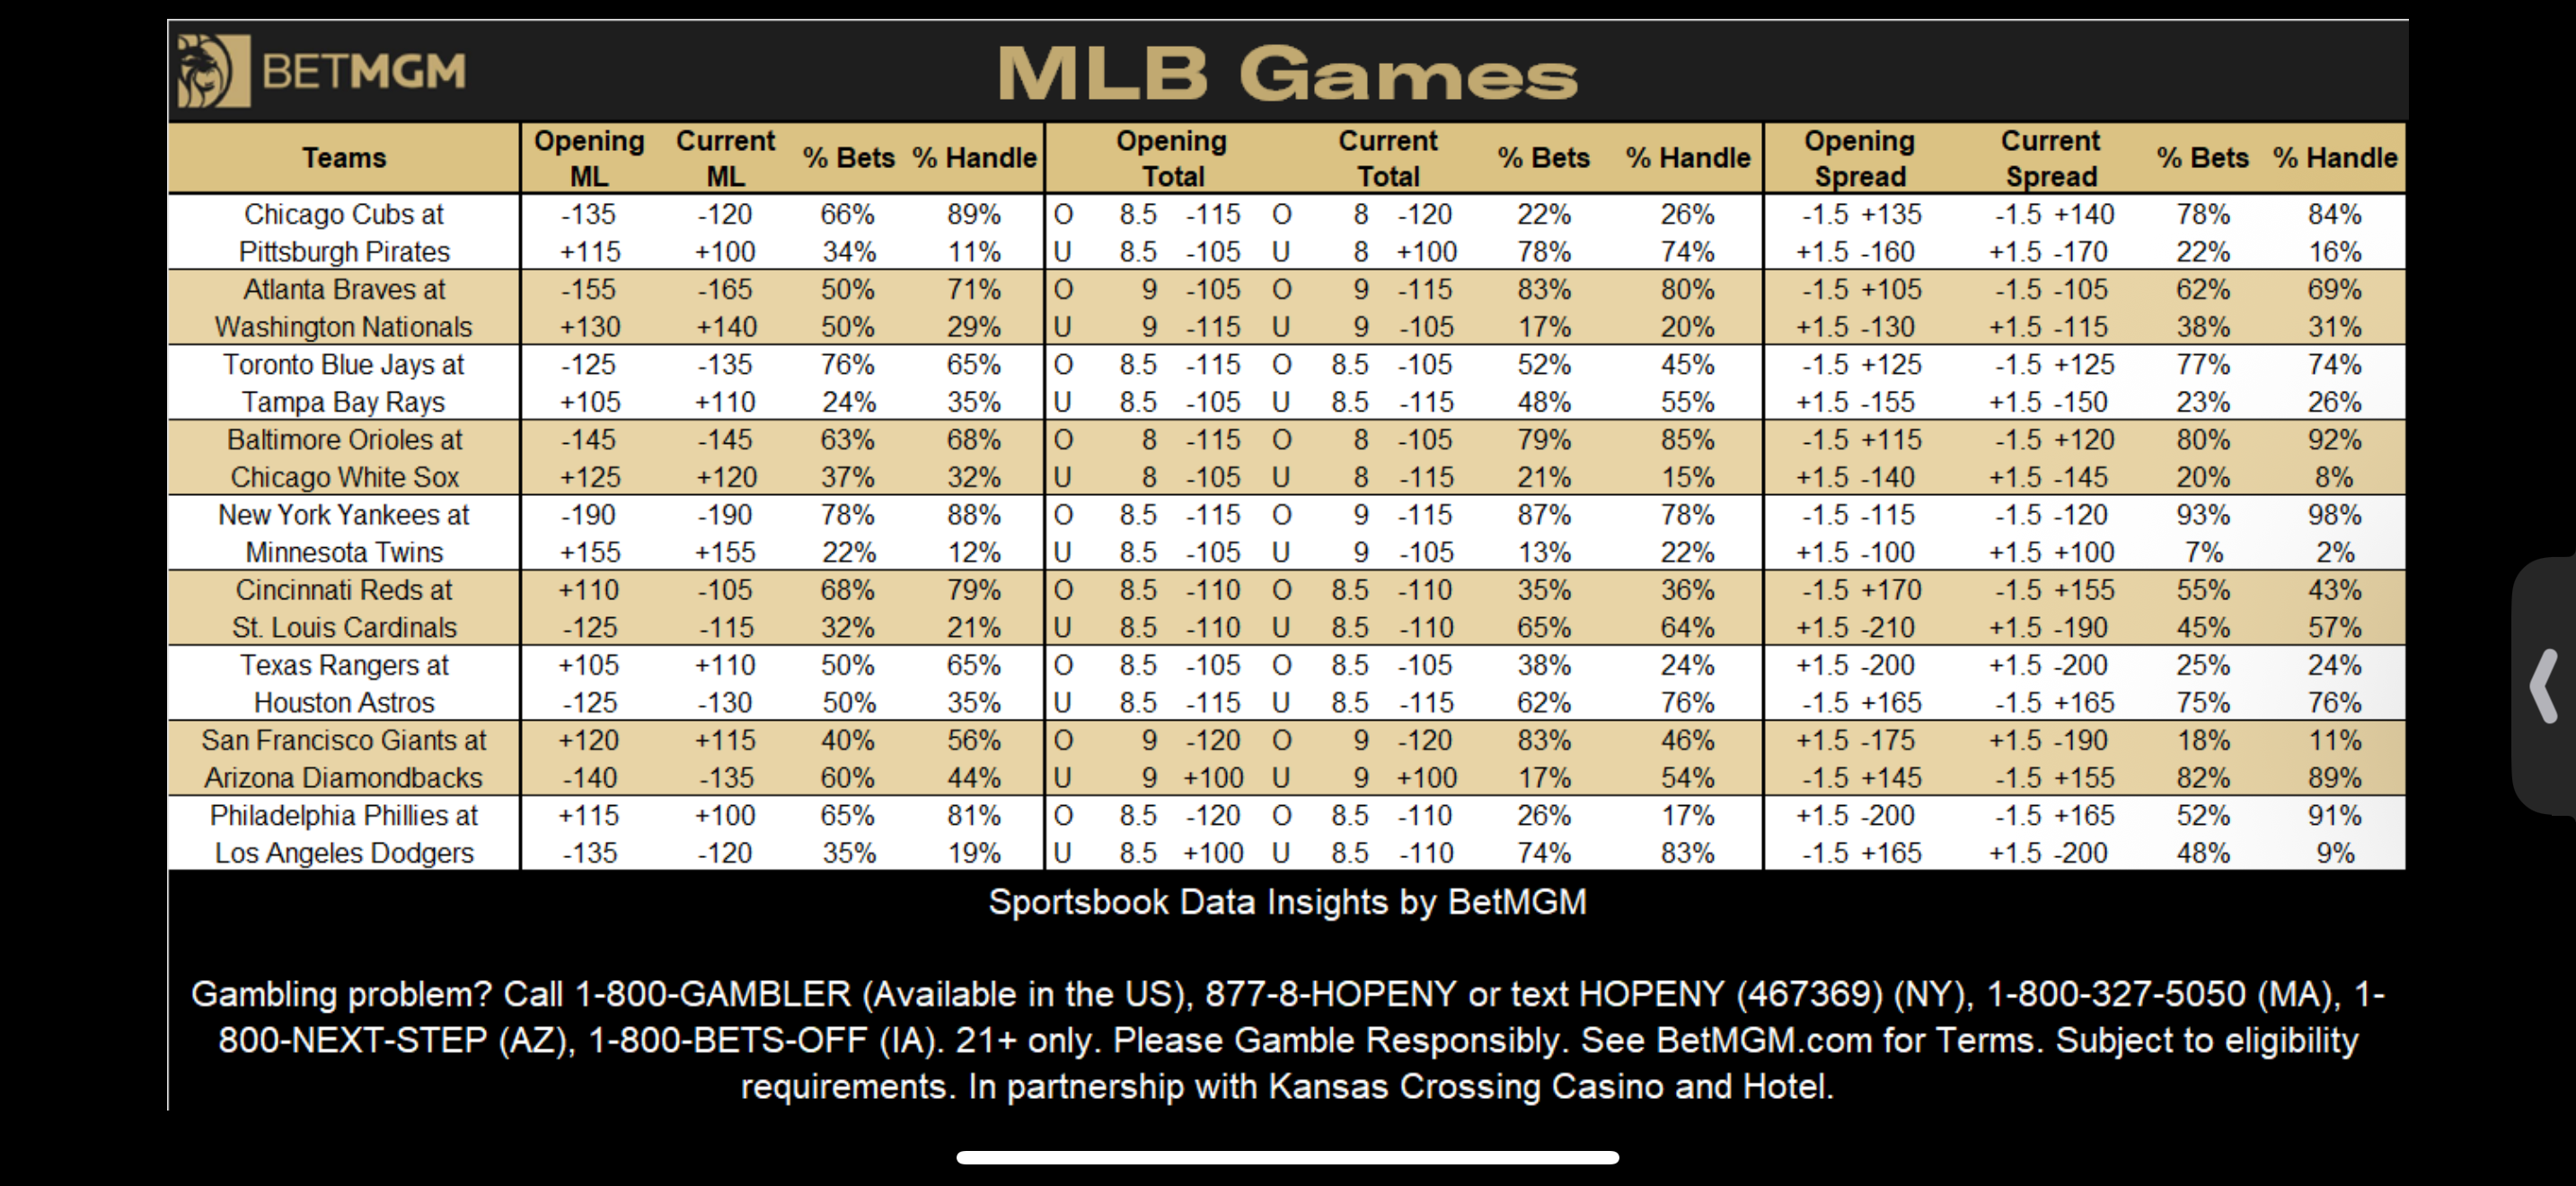 BETMGM
MLB Games
Teams Opening ML Current ML % Bets % Handle Opening Total Current Total % Bets % Handle Opening Spread Current Spread % Bets % Handle
Chicago Cubs at -135 -120 66% 89% O 8.5 -115 O 8 -120 22% 26% -1.5 +135 -1.5 +140 78% 84%
Pittsburgh Pirates +115 +100 34% 11% U 8.5 -105 U 8 +100 78% 74% +1.5 -160 +1.5 -170 22% 16%
Atlanta Braves at -155 -165 50% 71% O 9 -105 O 9 -115 83% 80% -1.5 +105 -1.5 -105 62% 69%
Washington Nationals +130 +140 50% 29% U 9 -115 U 9 -105 17% 20% +1.5 -130 +1.5 -115 38% 31%
Toronto Blue Jays at -125 -135 76% 65% O 8.5 -115 O 8.5 -105 52% 45% -1.5 +125 -1.5 +125 77% 74%
Tampa Bay Rays +105 +110 24% 35% U 8.5 -105 U 8.5 -115 48% 55% +1.5 -155 +1.5 -150 23% 26%
Baltimore Orioles at -145 -145 63% 68% O 8 -115 O 8 -105 79% 85% -1.5 +115 -1.5 +120 80% 92%
Chicago White Sox +125 +120 37% 32% U 8 -105 U 8 -115 21% 15% +1.5 -140 +1.5 -145 20% 8%
New York Yankees at -190 -190 78% 88% O 8.5 -115 O 9 -115 87% 78% -1.5 -115 -1.5 -120 93% 98%
Minnesota Twins +155 +155 22% 12% U 8.5 -105 U 9 -105 13% 22% +1.5 -100 +1.5 +100 7% 2%
Cincinnati Reds at +110 -105 68% 79% O 8.5 -110 O 8.5 -110 35% 36% -1.5 +170 -1.5 +155 55% 43%
St. Louis Cardinals -125 -115 32% 21% U 8.5 -110 U 8.5 -110 65% 64% +1.5 -210 +1.5 -190 45% 57%
Texas Rangers at +105 +110 50% 65% O 8.5 -105 O 8.5 -105 38% 24% +1.5 -200 +1.5 -200 25% 24%
Houston Astros -125 -130 50% 35% U 8.5 -115 U 8.5 -115 62% 76% -1.5 +165 -1.5 +165 75% 76%
San Francisco Giants at +120 +115 40% 56% O 9 -120 O 9 -120 83% 46% +1.5 -175 +1.5 -190 18% 11%
Arizona Diamondbacks -140 -135 60% 44% U 9 +100 U 9 +100 17% 54% -1.5 +145 -1.5 +155 82% 89%
Philadelphia Phillies at +115 +100 65% 81% O 8.5 -120 O 8.5 -110 26% 17% +1.5 -200 -1.5 +165 52% 91%
Los Angeles Dodgers -135 -120 35% 19% U 8.5 +100 U 8.5 -110 74% 83% -1.5 +165 +1.5 -200 48% 9%
Sportsbook Data Insights by BetMGM
Gambling problem? Call 1-800-GAMBLER (Available in the US), 877-8-HOPENY or text HOPENY (467369) (NY), 1-800-327-5050 (MA), 1-
800-NEXT-STEP (AZ), 1-800-BETS-OFF (IA). 21+ only. Please Gamble Responsibly. See BetMGM.com for Terms. Subject to eligibility
requirements. In partnership with Kansas Crossing Casino and Hotel.